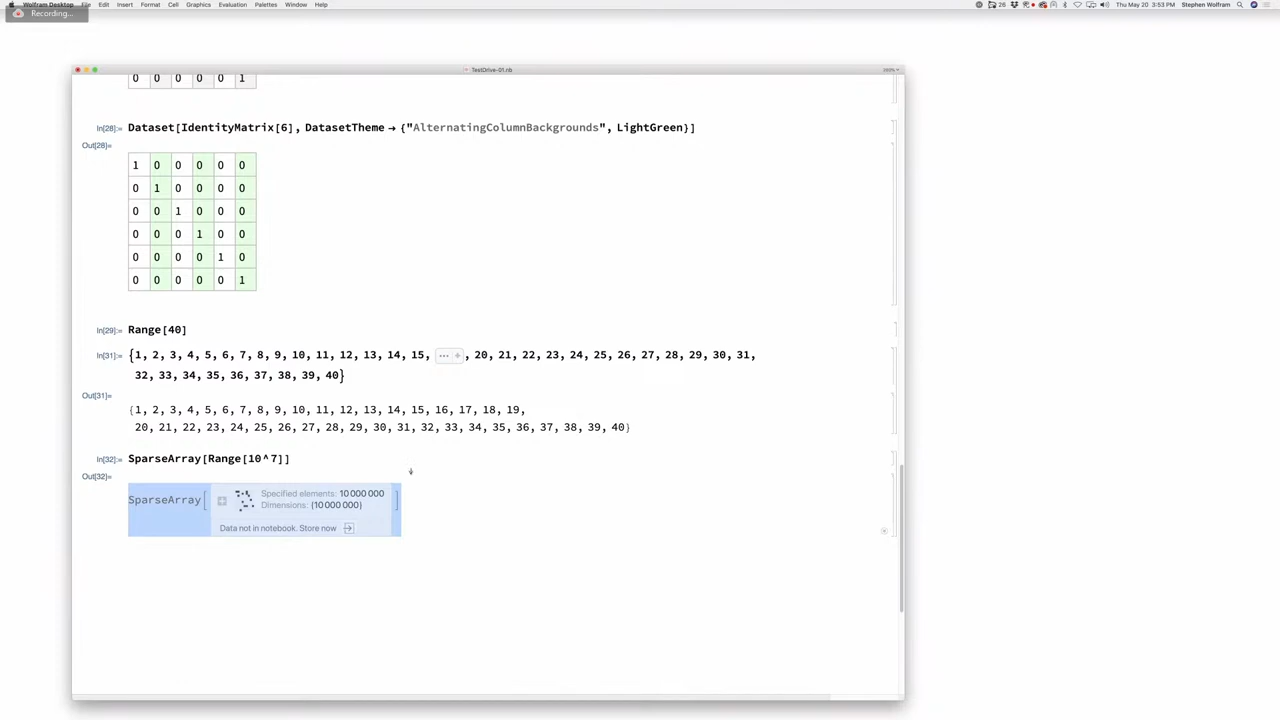 Wolfram Desktop File Edit Insert Format Cell Graphics Evaluation Palettes Window Help
26 Thu May 20 3:53 PM Stephen Wolfram
Recording...
TestDrive-01.nb
0 0 0 0 0 1
In[28]:= Dataset[IdentityMatrix[6], DatasetTheme → {"AlternatingColumnBackgrounds", LightGreen}]
Out[28]=
1 0 0 0 0 0
0 1 0 0 0 0
0 0 1 0 0 0
0 0 0 1 0 0
0 0 0 0 1 0
0 0 0 0 0 1
In[29]:= Range[40]
In[31]:= {1, 2, 3, 4, 5, 6, 7, 8, 9, 10, 11, 12, 13, 14, 15, ··· + , 20, 21, 22, 23, 24, 25, 26, 27, 28, 29, 30, 31,
32, 33, 34, 35, 36, 37, 38, 39, 40}
Out[31]=
{1, 2, 3, 4, 5, 6, 7, 8, 9, 10, 11, 12, 13, 14, 15, 16, 17, 18, 19,
20, 21, 22, 23, 24, 25, 26, 27, 28, 29, 30, 31, 32, 33, 34, 35, 36, 37, 38, 39, 40}
In[32]:= SparseArray[Range[10^7]]
Out[32]=
SparseArray[ + Specified elements: 10 000 000
Dimensions: {10 000 000} ]
Data not in notebook. Store now